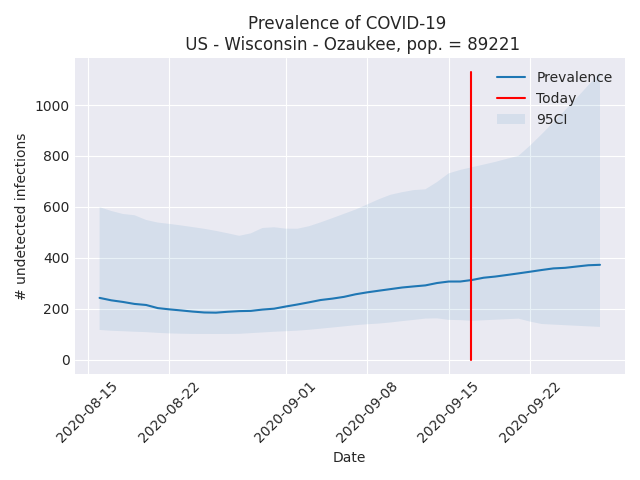 Prevalence of COVID-19
US - Wisconsin - Ozaukee, pop. = 89221
Prevalence
Today
95CI
# undetected infections
1000
800
600
400
200
0
2020-08-15
2020-08-22
2020-09-01
2020-09-08
2020-09-15
2020-09-22
Date